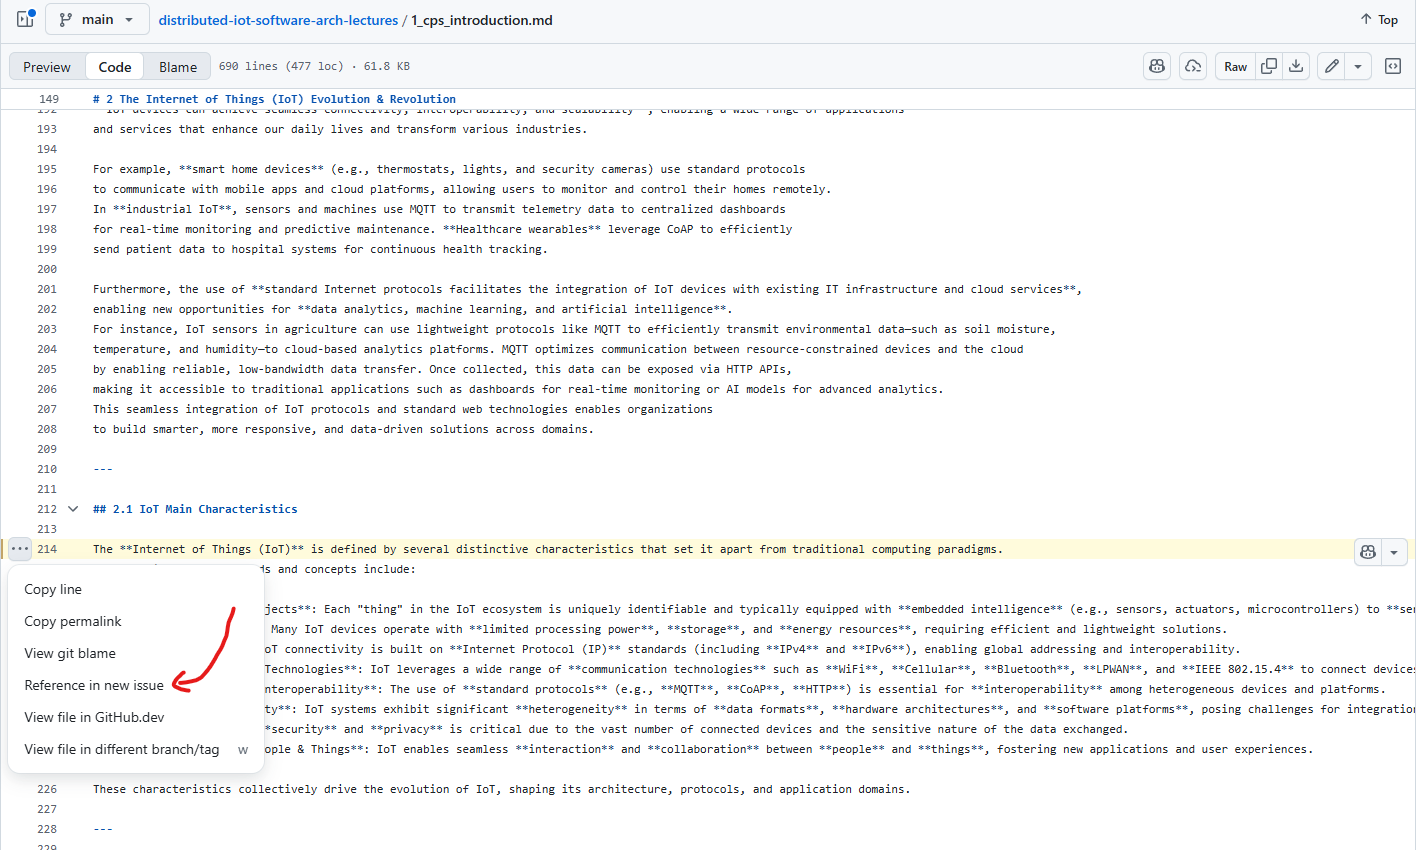 main
distributed-iot-software-arch-lectures / 1_cps_introduction.md
Top
Preview Code Blame 690 lines (477 loc) · 61.8 KB
Raw
149 # 2 The Internet of Things (IoT) Evolution & Revolution
192 IoT devices can achieve seamless connectivity, interoperability, and scalability**, enabling a wide range of applications
193 and services that enhance our daily lives and transform various industries.
194
195 For example, **smart home devices** (e.g., thermostats, lights, and security cameras) use standard protocols
196 to communicate with mobile apps and cloud platforms, allowing users to monitor and control their homes remotely.
197 In **industrial IoT**, sensors and machines use MQTT to transmit telemetry data to centralized dashboards
198 for real-time monitoring and predictive maintenance. **Healthcare wearables** leverage CoAP to efficiently
199 send patient data to hospital systems for continuous health tracking.
200
201 Furthermore, the use of **standard Internet protocols facilitates the integration of IoT devices with existing IT infrastructure and cloud services**,
202 enabling new opportunities for **data analytics, machine learning, and artificial intelligence**.
203 For instance, IoT sensors in agriculture can use lightweight protocols like MQTT to efficiently transmit environmental data—such as soil moisture,
204 temperature, and humidity—to cloud-based analytics platforms. MQTT optimizes communication between resource-constrained devices and the cloud
205 by enabling reliable, low-bandwidth data transfer. Once collected, this data can be exposed via HTTP APIs,
206 making it accessible to traditional applications such as dashboards for real-time monitoring or AI models for advanced analytics.
207 This seamless integration of IoT protocols and standard web technologies enables organizations
208 to build smarter, more responsive, and data-driven solutions across domains.
209
210 ---
211
212 ## 2.1 IoT Main Characteristics
213
214 The **Internet of Things (IoT)** is defined by several distinctive characteristics that set it apart from traditional computing paradigms.
ds and concepts include:
Copy line
jects**: Each "thing" in the IoT ecosystem is uniquely identifiable and typically equipped with **embedded intelligence** (e.g., sensors, actuators, microcontrollers) to **se
Copy permalink
Many IoT devices operate with **limited processing power**, **storage**, and **energy resources**, requiring efficient and lightweight solutions.
View git blame
oT connectivity is built on **Internet Protocol (IP)** standards (including **IPv4** and **IPv6**), enabling global addressing and interoperability.
Technologies**: IoT leverages a wide range of **communication technologies** such as **WiFi**, **Cellular**, **Bluetooth**, **LPWAN**, and **IEEE 802.15.4** to connect devices
Reference in new issue
nteroperability**: The use of **standard protocols** (e.g., **MQTT**, **CoAP**, **HTTP**) is essential for **interoperability** among heterogeneous devices and platforms.
ty**: IoT systems exhibit significant **heterogeneity** in terms of **data formats**, **hardware architectures**, and **software platforms**, posing challenges for integration
View file in GitHub.dev
*security** and **privacy** is critical due to the vast number of connected devices and the sensitive nature of the data exchanged.
View file in different branch/tag w
ople & Things**: IoT enables seamless **interaction** and **collaboration** between **people** and **things**, fostering new applications and user experiences.
226 These characteristics collectively drive the evolution of IoT, shaping its architecture, protocols, and application domains.
227
228 ---
229